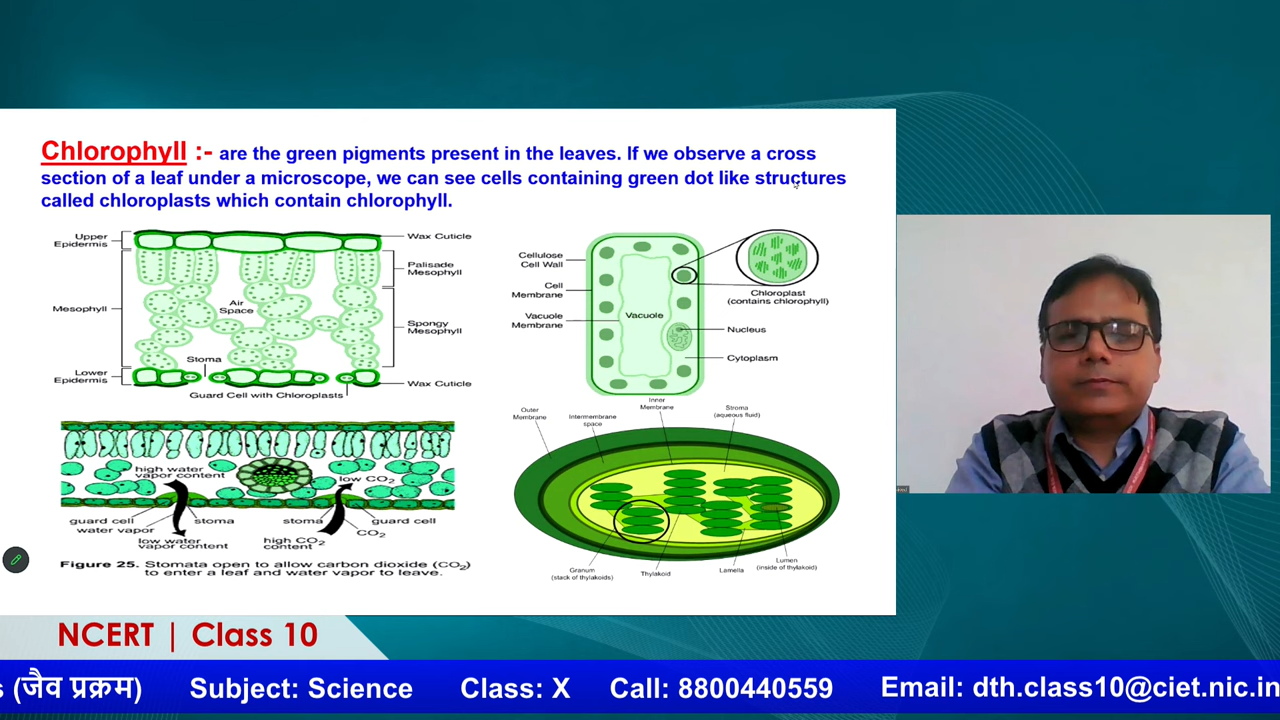 Chlorophyll :- are the green pigments present in the leaves. If we observe a cross
section of a leaf under a microscope, we can see cells containing green dot like structures
called chloroplasts which contain chlorophyll.
Upper
Epidermis
Wax Cuticle
Palisade
Mesophyll
Mesophyll
Air
Space
Spongy
Mesophyll
Stoma
Lower
Epidermis
Wax Cuticle
Guard Cell with Chloroplasts
Cellulose
Cell Wall
Cell
Membrane
Vacuole
Membrane
Vacuole
Chloroplast
(contains chlorophyll)
Nucleus
Cytoplasm
high water
vapor content
low CO2
guard cell
stoma
water vapor
low water
vapor content
stoma
guard cell
CO2
high CO2
content
Figure 25. Stomata open to allow carbon dioxide (CO2)
to enter a leaf and water vapor to leave.
Outer
Membrane
Intermembrane
space
Inner
Membrane
Stroma
(aqueous fluid)
Granum
(stack of thylakoids)
Thylakoid
Lamella
Lumen
(inside of thylakoid)
NCERT | Class 10
s (जैव प्रक्रम) Subject: Science Class: X Call: 8800440559 Email: dth.class10@ciet.nic.in